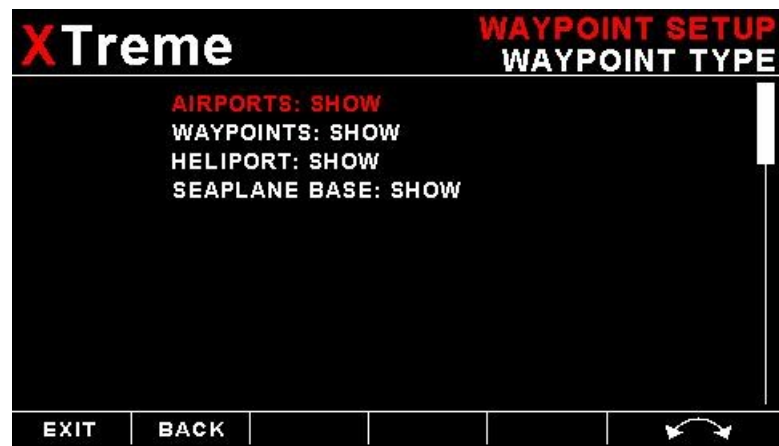 XTreme
WAYPOINT SETUP
WAYPOINT TYPE
AIRPORTS: SHOW
WAYPOINTS: SHOW
HELIPORT: SHOW
SEAPLANE BASE: SHOW
EXIT BACK